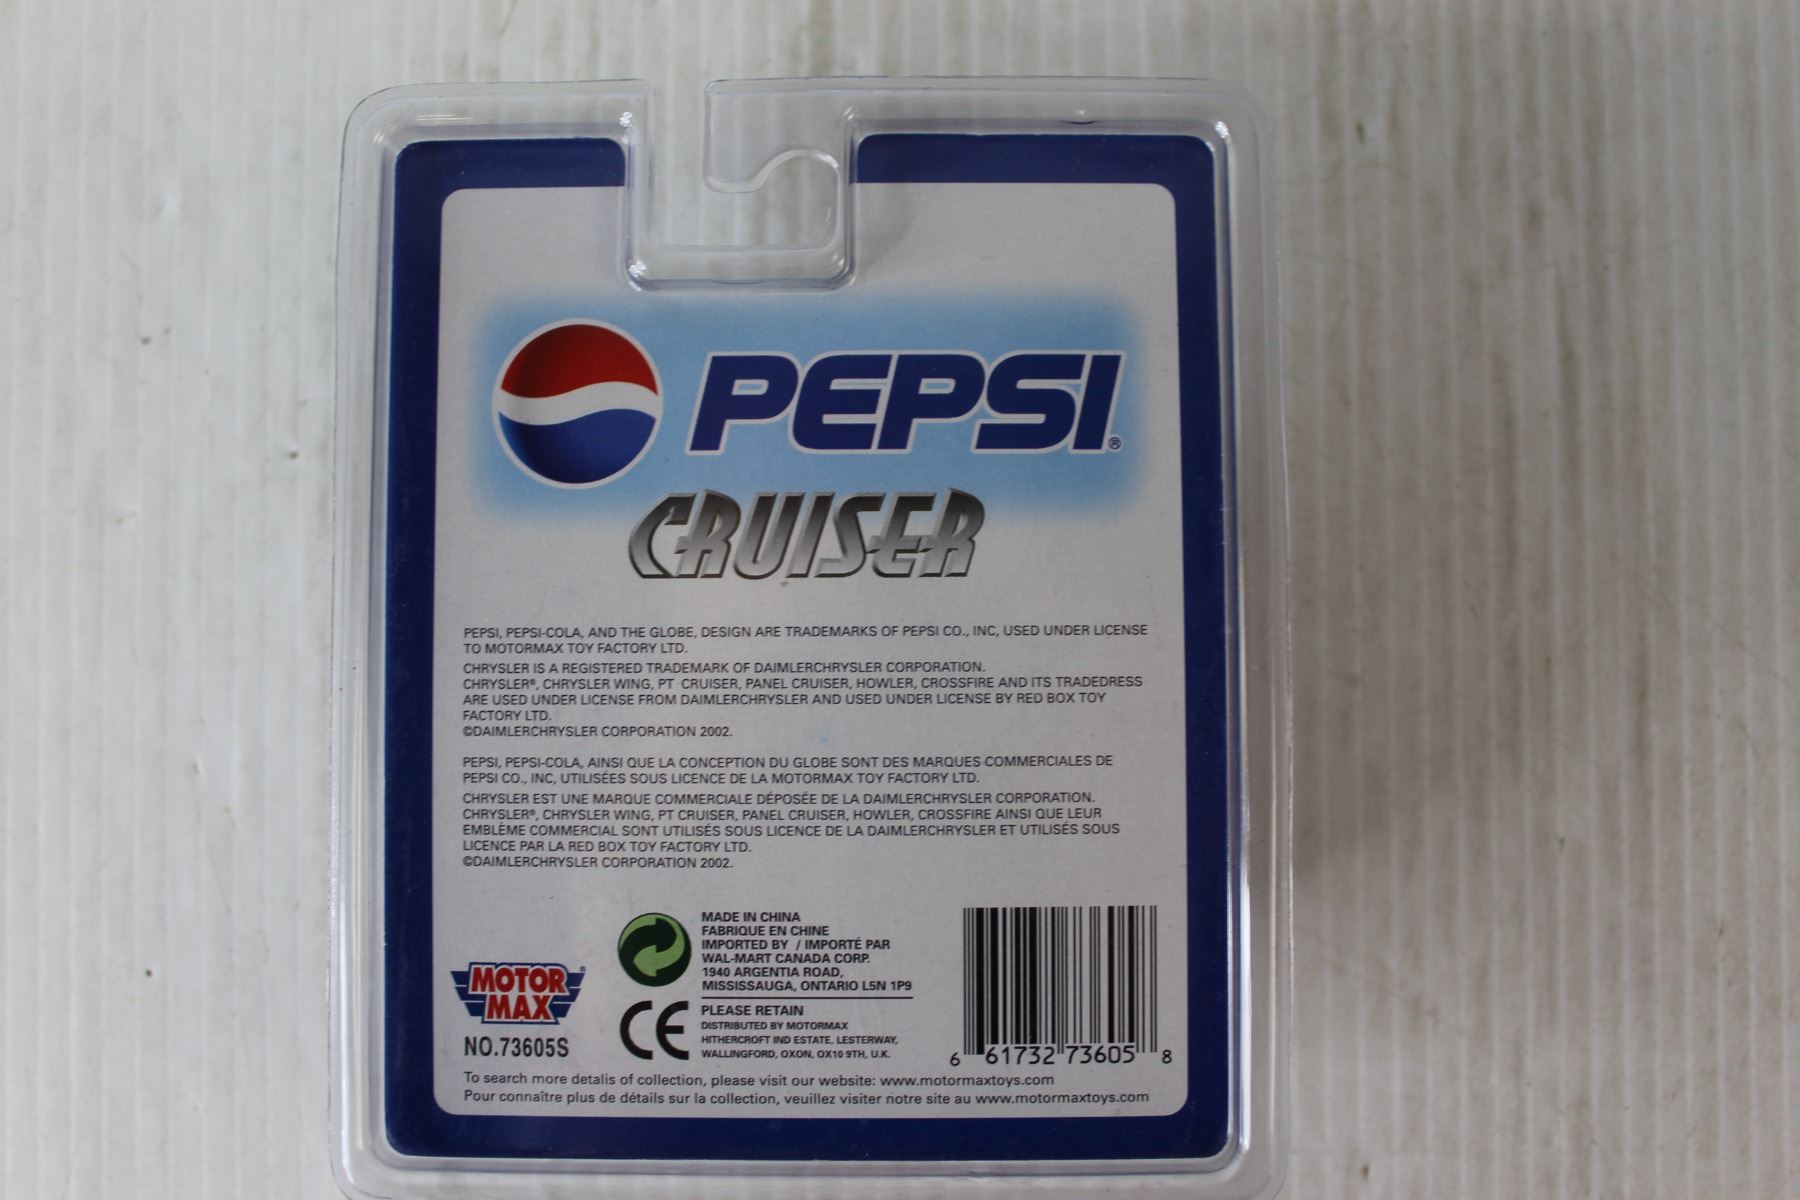 PEPSI®
CRUISER
PEPSI, PEPSI-COLA, AND THE GLOBE, DESIGN ARE TRADEMARKS OF PEPSI CO., INC, USED UNDER LICENSE
TO MOTORMAX TOY FACTORY LTD.
CHRYSLER IS A REGISTERED TRADEMARK OF DAIMLERCHRYSLER CORPORATION.
CHRYSLER®, CHRYSLER WING, PT CRUISER, PANEL CRUISER, HOWLER, CROSSFIRE AND ITS TRADEDRESS
ARE USED UNDER LICENSE FROM DAIMLERCHRYSLER AND USED UNDER LICENSE BY RED BOX TOY
FACTORY LTD.
©DAIMLERCHRYSLER CORPORATION 2002.
PEPSI, PEPSI-COLA, AINSI QUE LA CONCEPTION DU GLOBE SONT DES MARQUES COMMERCIALES DE
PEPSI CO., INC, UTILISÉES SOUS LICENCE DE LA MOTORMAX TOY FACTORY LTD.
CHRYSLER EST UNE MARQUE COMMERCIALE DÉPOSÉE DE LA DAIMLERCHRYSLER CORPORATION.
CHRYSLER®, CHRYSLER WING, PT CRUISER, PANEL CRUISER, HOWLER, CROSSFIRE AINSI QUE LEUR
EMBLÈME COMMERCIAL SONT UTILISÉS SOUS LICENCE DE LA DAIMLERCHRYSLER ET UTILISÉS SOUS
LICENCE PAR LA RED BOX TOY FACTORY LTD.
©DAIMLERCHRYSLER CORPORATION 2002.
MADE IN CHINA
FABRIQUE EN CHINE
IMPORTED BY / IMPORTÉ PAR
WAL-MART CANADA CORP.
1940 ARGENTIA ROAD,
MISSISSAUGA, ONTARIO L5N 1P9
MOTOR
MAX®
NO.73605S
CE
PLEASE RETAIN
DISTRIBUTED BY MOTORMAX
HITHERCROFT IND ESTATE, LESTERWAY,
WALLINGFORD, OXON, OX10 9TH, U.K.
6 61732 73605 8
To search more detalis of collection, please visit our website: www.motormaxtoys.com
Pour connaître plus de détails sur la collection, veuillez visiter notre site au www.motormaxtoys.com